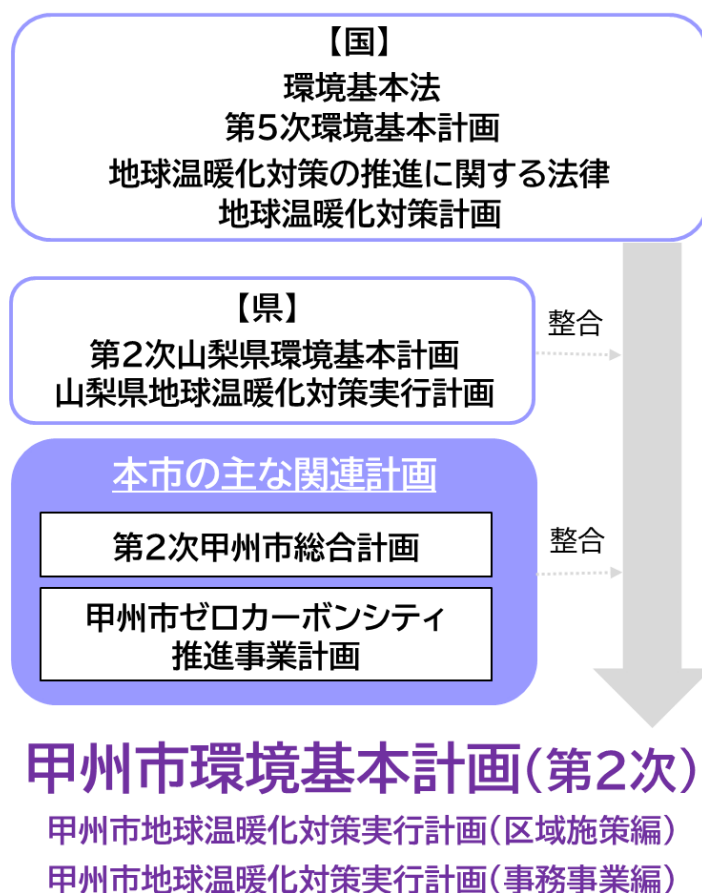 【国】
環境基本法
第5次環境基本計画
地球温暖化対策の推進に関する法律
地球温暖化対策計画
【県】
第2次山梨県環境基本計画
山梨県地球温暖化対策実行計画
整合
本市の主な関連計画
第2次甲州市総合計画
甲州市ゼロカーボンシティ
推進事業計画
整合
甲州市環境基本計画(第2次)
甲州市地球温暖化対策実行計画(区域施策編)
甲州市地球温暖化対策実行計画(事務事業編)